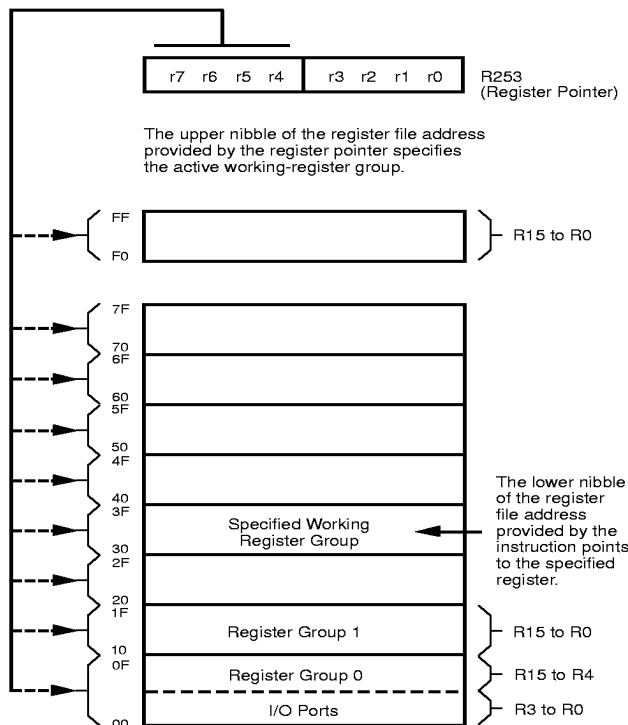 r7 r6 r5 r4 r3 r2 r1 r0
R253
(Register Pointer)
The upper nibble of the register file address
provided by the register pointer specifies
the active working-register group.
FF
F0
R15 to R0
7F
70
6F
60
5F
50
4F
40
3F
30
2F
20
1F
10
0F
00
Specified Working
Register Group
The lower nibble
of the register
file address
provided by the
instruction points
to the specified
register.
Register Group 1
R15 to R0
Register Group 0
R15 to R4
I/O Ports
R3 to R0